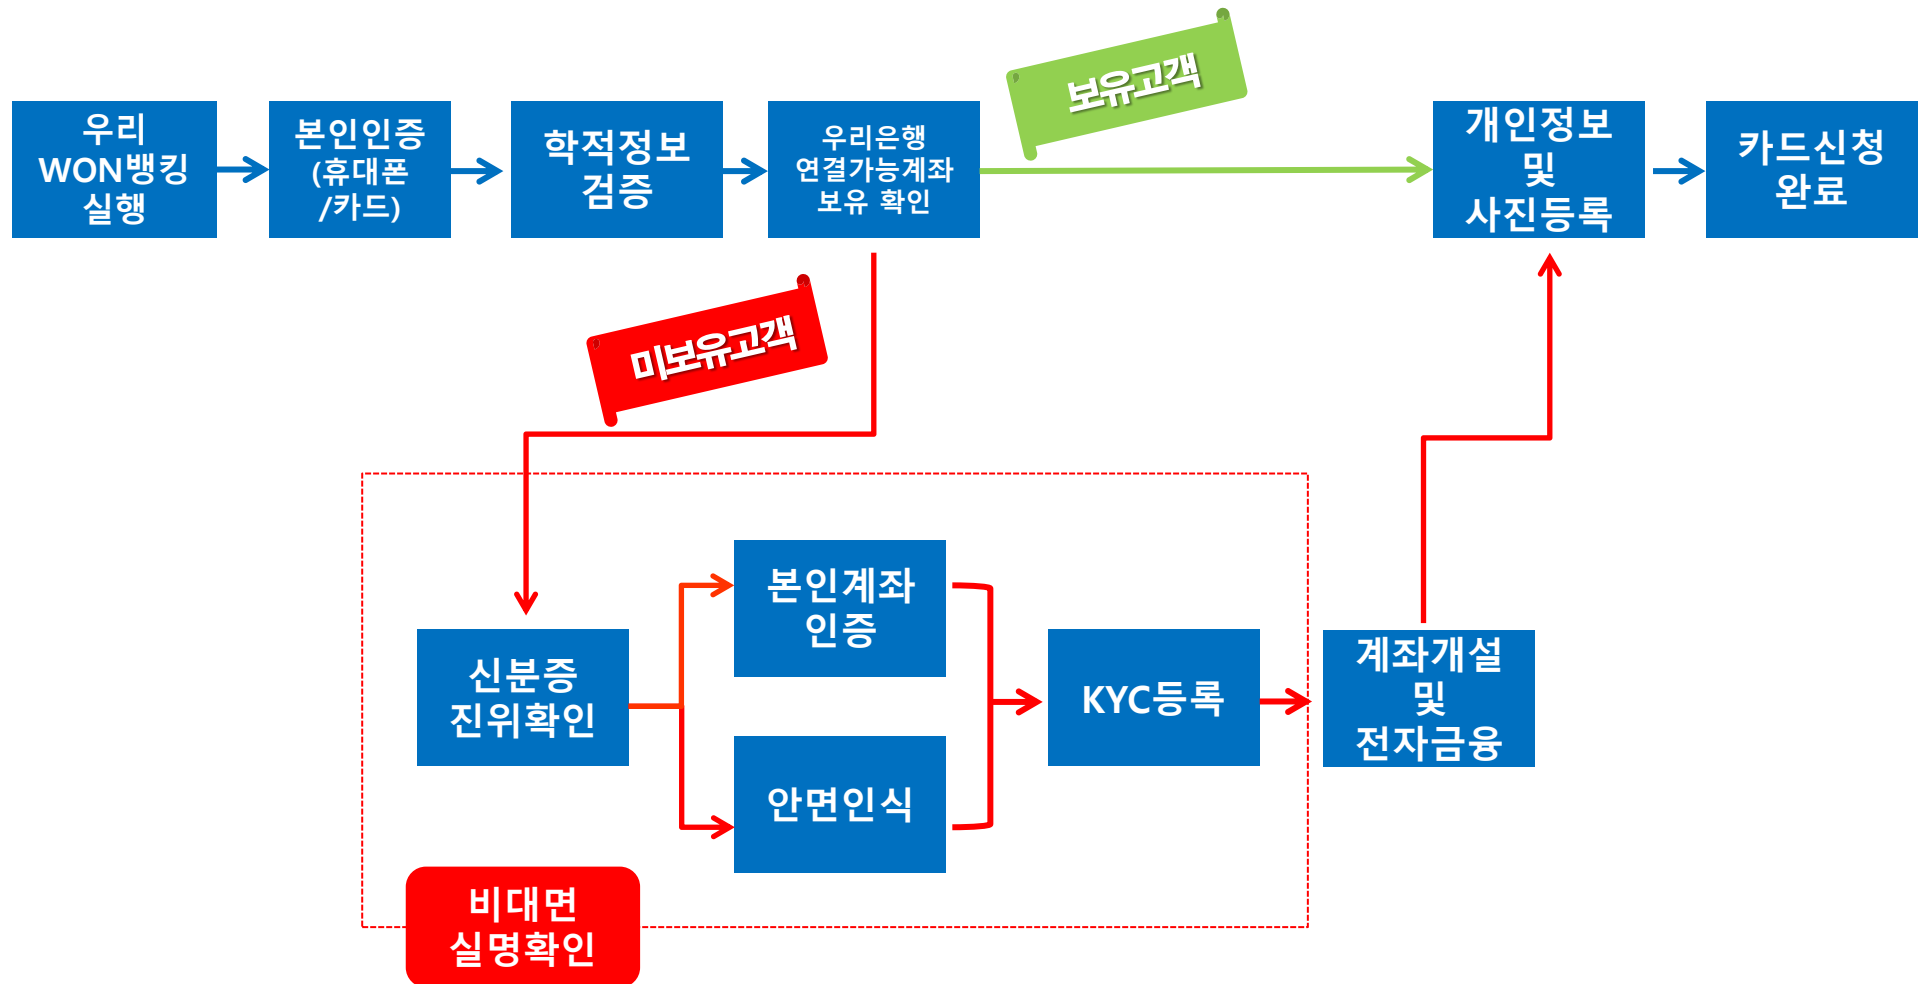 우리
WON뱅킹
실행
본인인증
(휴대폰
/카드)
학적정보
검증
우리은행
연결가능계좌
보유 확인
보유고객
개인정보
및
사진등록
카드신청
완료
미보유고객
신분증
진위확인
본인계좌
인증
안면인식
KYC등록
계좌개설
및
전자금융
비대면
실명확인